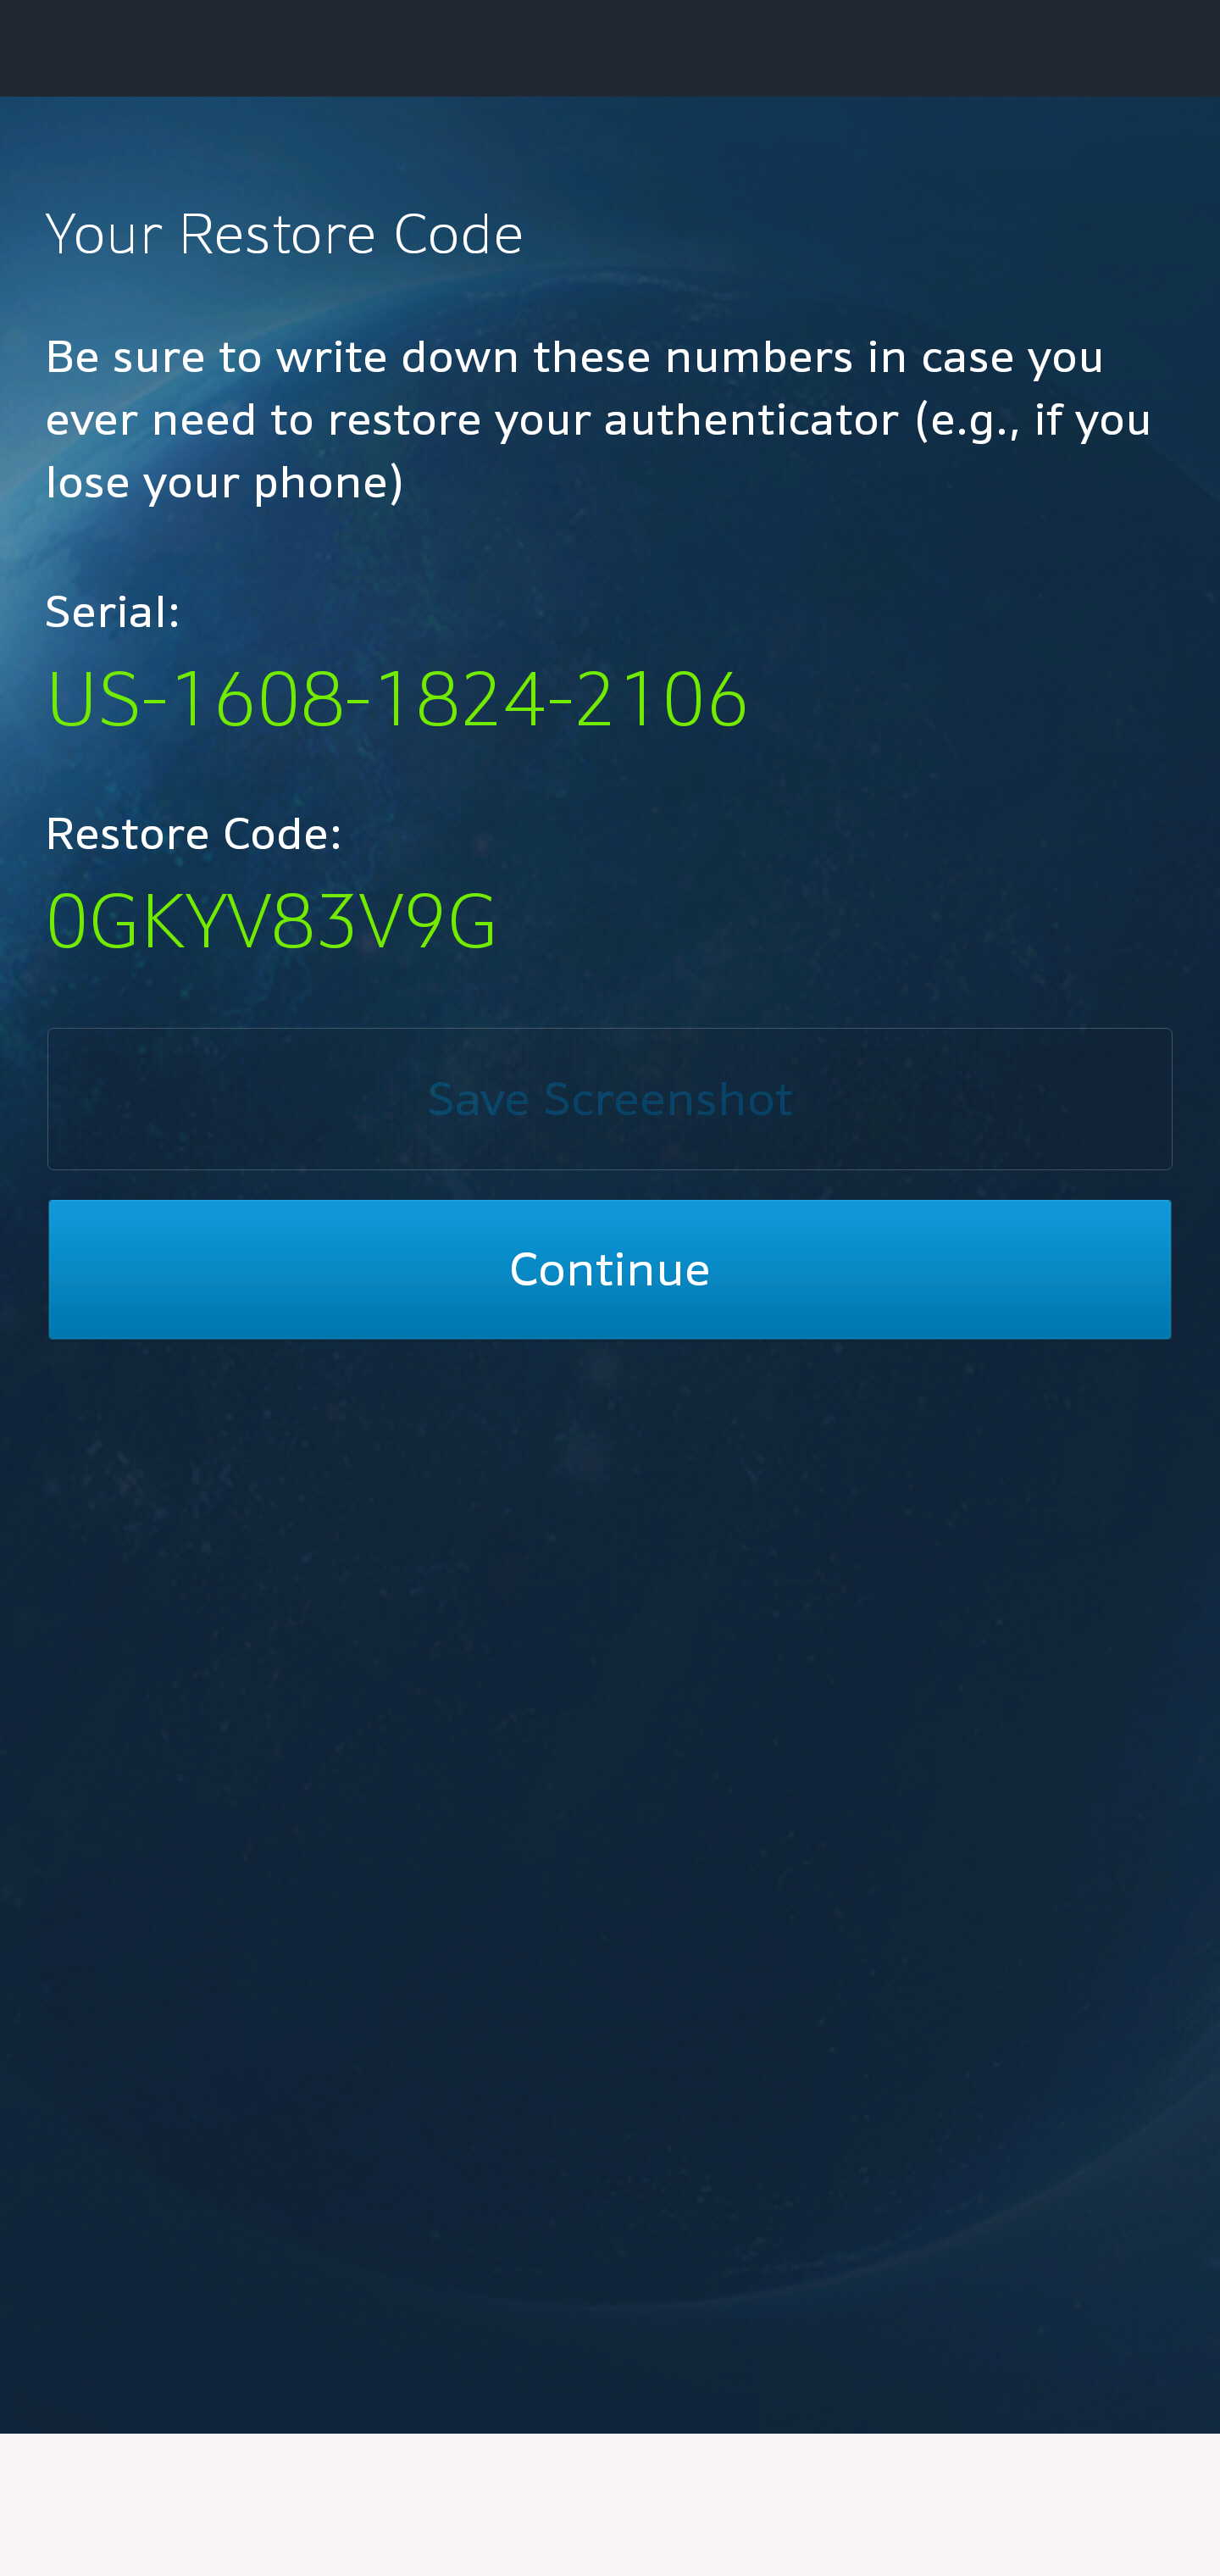 Your Restore Code
Be sure to write down these numbers in case you
ever need to restore your authenticator (e.g., if you
lose your phone)
Serial:
US-1608-1824-2106
Restore Code:
0GKYV83V9G
Save Screenshot
Continue